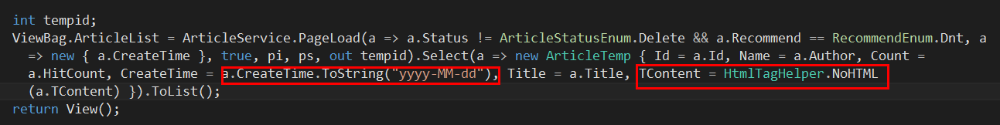 int tempid;
ViewBag.ArticleList = ArticleService.PageLoad(a => a.Status != ArticleStatusEnum.Delete && a.Recommend == RecommendEnum.Dnt, a
=> new { a.CreateTime }, true, pi, ps, out tempid).Select(a => new ArticleTemp { Id = a.Id, Name = a.Author, Count =
a.HitCount, CreateTime = a.CreateTime.ToString("yyyy-MM-dd"), Title = a.Title, TContent = HtmlTagHelper.NoHTML
(a.TContent) }).ToList();
return View();